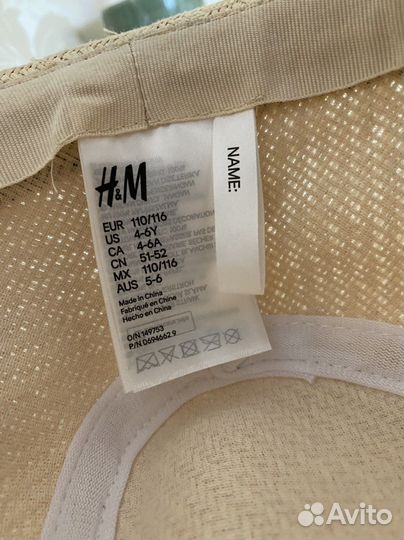 H&M
EUR 110/116
US 4-6Y
CA 4-6A
CN 51-52
MX 110/116
AUS 5-6
Made in China
Fabriqué en Chine
Hecho en China
O/N 149753
P/N 0694662.9
NAME:
Avito